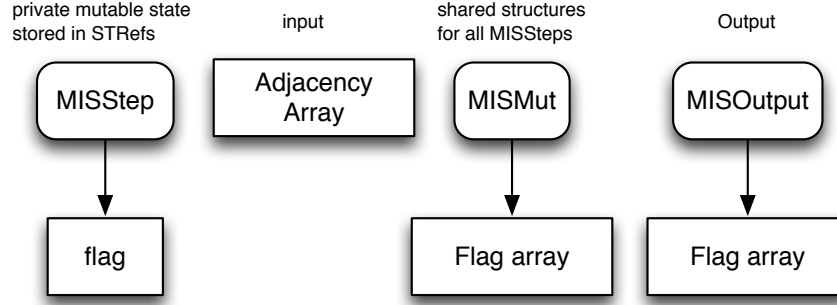 private mutable state
stored in STRefs
input
shared structures
for all MISSteps
Output
MISStep
Adjacency
Array
MISMut
MISOutput
flag
Flag array
Flag array